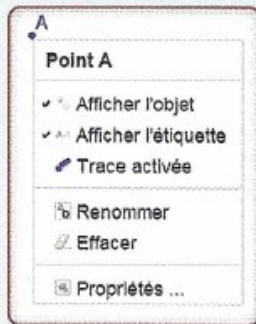 A
Point A
Afficher l'objet
Afficher l'étiquette
Trace activée
Renommer
Effacer
Propriétés ...